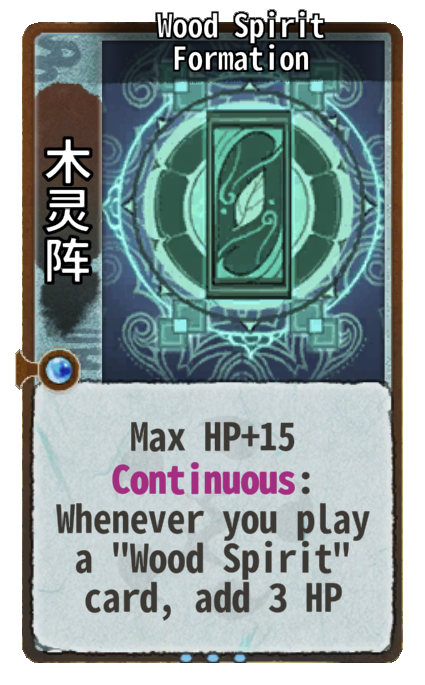 Wood Spirit
Formation
木灵阵
Max HP+15
Continuous:
Whenever you play
a "Wood Spirit"
card, add 3 HP